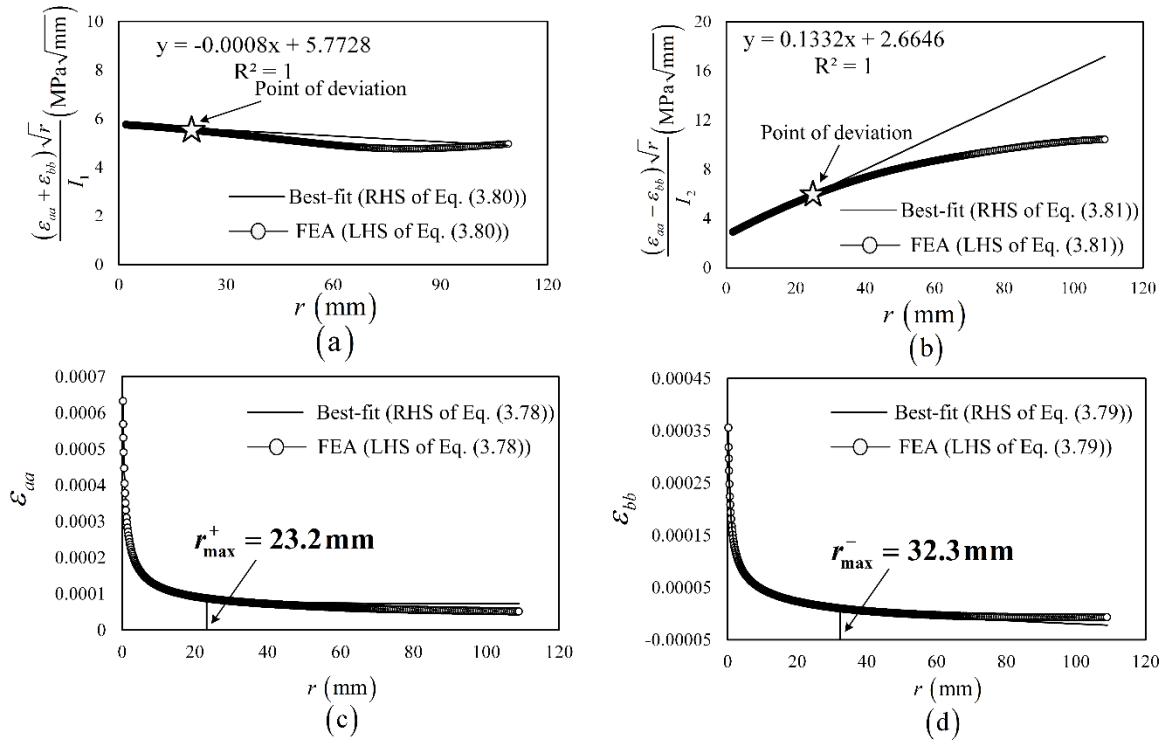 y = -0.0008x + 5.7728
R² = 1
Point of deviation
Best-fit (RHS of Eq. (3.80))
FEA (LHS of Eq. (3.80))
(ε_aa + ε_bb)√r / I_1 (MPa√mm)
10
8
6
4
2
0
0 30 60 90 120
r (mm)
(a)
y = 0.1332x + 2.6646
R² = 1
Point of deviation
Best-fit (RHS of Eq. (3.81))
FEA (LHS of Eq. (3.81))
(ε_aa − ε_bb)√r / I_2 (MPa√mm)
20
16
12
8
4
0
0 20 40 60 80 100 120
r (mm)
(b)
Best-fit (RHS of Eq. (3.78))
FEA (LHS of Eq. (3.78))
r⁺max = 23.2mm
ε_aa
0.0007
0.0006
0.0005
0.0004
0.0003
0.0002
0.0001
0
0 20 40 60 80 100 120
r (mm)
(c)
Best-fit (RHS of Eq. (3.79))
FEA (LHS of Eq. (3.79))
r⁻max = 32.3mm
ε_bb
0.00045
0.00035
0.00025
0.00015
0.00005
-0.00005
0 20 40 60 80 100 120
r (mm)
(d)